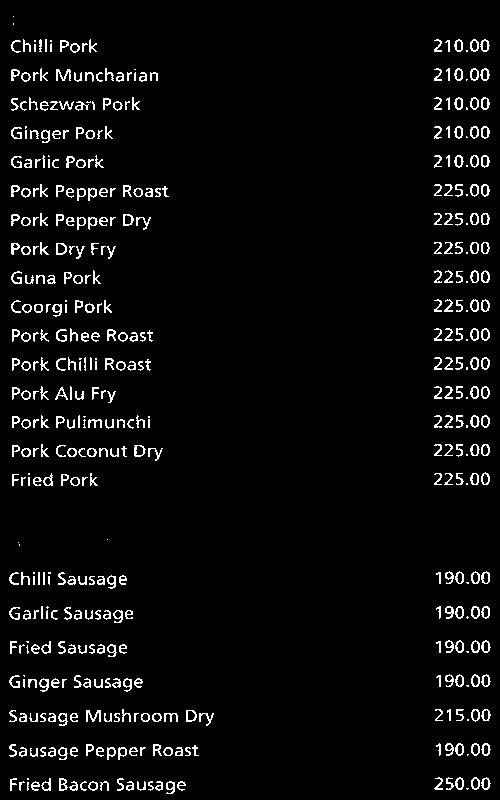 Chilli Pork 210.00
Pork Muncharian 210.00
Schezwan Pork 210.00
Ginger Pork 210.00
Garlic Pork 210.00
Pork Pepper Roast 225.00
Pork Pepper Dry 225.00
Pork Dry Fry 225.00
Guna Pork 225.00
Coorgi Pork 225.00
Pork Ghee Roast 225.00
Pork Chilli Roast 225.00
Pork Alu Fry 225.00
Pork Pulimunchi 225.00
Pork Coconut Dry 225.00
Fried Pork 225.00
Chilli Sausage 190.00
Garlic Sausage 190.00
Fried Sausage 190.00
Ginger Sausage 190.00
Sausage Mushroom Dry 215.00
Sausage Pepper Roast 190.00
Fried Bacon Sausage 250.00